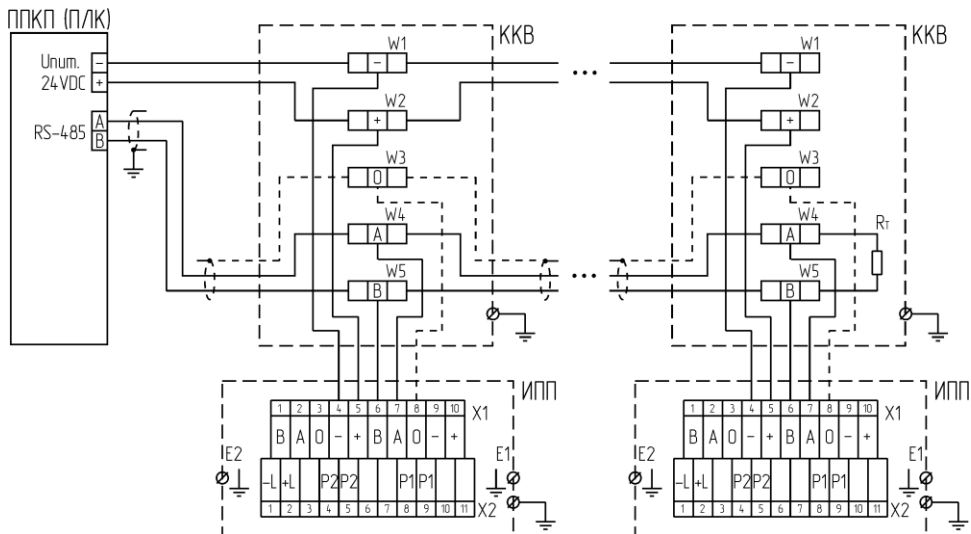 ППКП (П/ЛК)
Uпит. −
24VDC +
RS-485 A
B
ККВ
W1
−
W2
+
W3
0
W4
A
W5
B
...
...
ККВ
W1
−
W2
+
W3
0
W4
A
Rт
W5
B
ИПП
1 2 3 4 5 6 7 8 9 10 X1
B A 0 − + B A 0 − +
E2 E1
-L +L P2 P2 P1 P1
1 2 3 4 5 6 7 8 9 10 11 X2
ИПП
1 2 3 4 5 6 7 8 9 10 X1
B A 0 − + B A 0 − +
E2 E1
-L +L P2 P2 P1 P1
1 2 3 4 5 6 7 8 9 10 11 X2